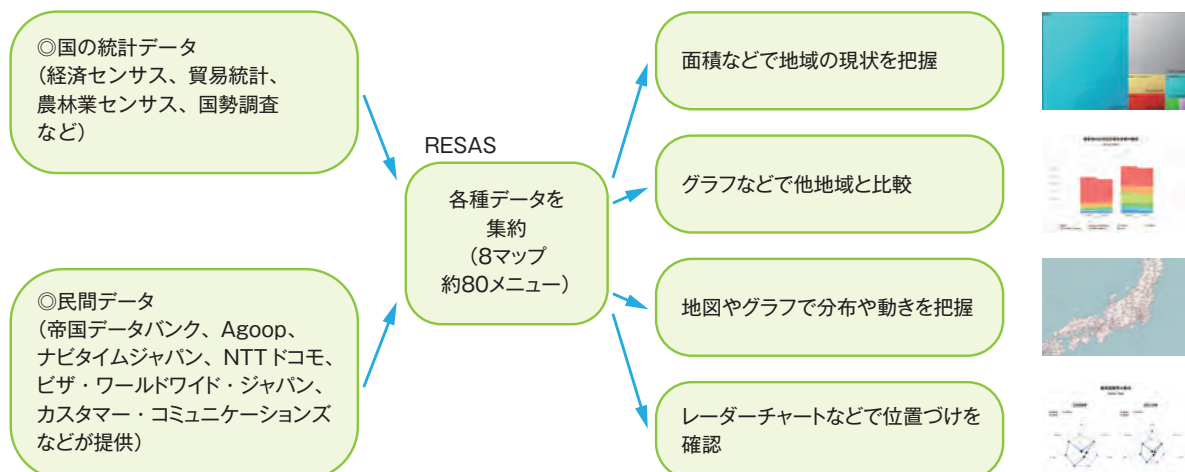 ◎国の統計データ
(経済センサス、貿易統計、
農林業センサス、国勢調査
など)
◎民間データ
(帝国データバンク、Agoop、
ナビタイムジャパン、NTTドコモ、
ビザ・ワールドワイド・ジャパン、
カスタマー・コミュニケーションズ
などが提供)
RESAS
各種データを
集約
(8マップ
約80メニュー)
面積などで地域の現状を把握
グラフなどで他地域と比較
地図やグラフで分布や動きを把握
レーダーチャートなどで位置づけを
確認